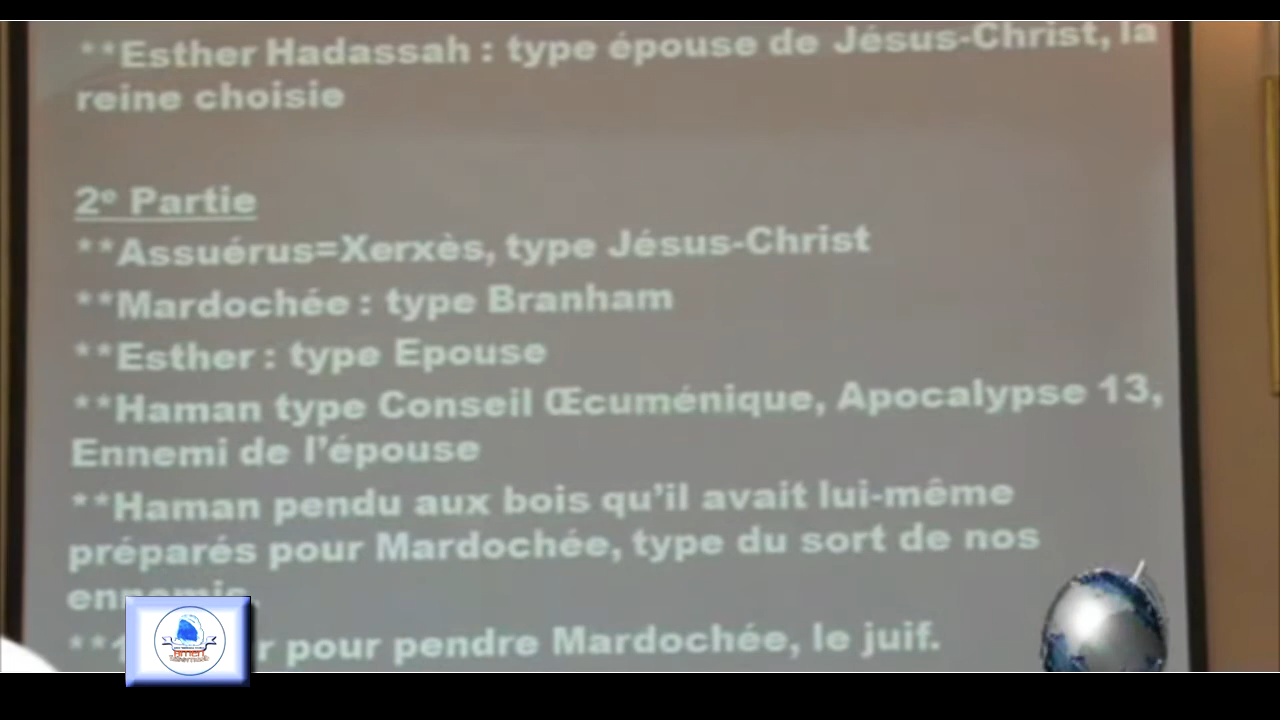 **Esther Hadassah : type épouse de Jésus-Christ, la
reine choisie
2e Partie
**Assuérus=Xerxès, type Jésus-Christ
**Mardochée : type Branham
**Esther : type Epouse
**Haman type Conseil Œcuménique, Apocalypse 13,
Ennemi de l’épouse
**Haman pendu aux bois qu’il avait lui-même
préparés pour Mardochée, type du sort de nos
ennemis
** pour pendre Mardochée, le juif.